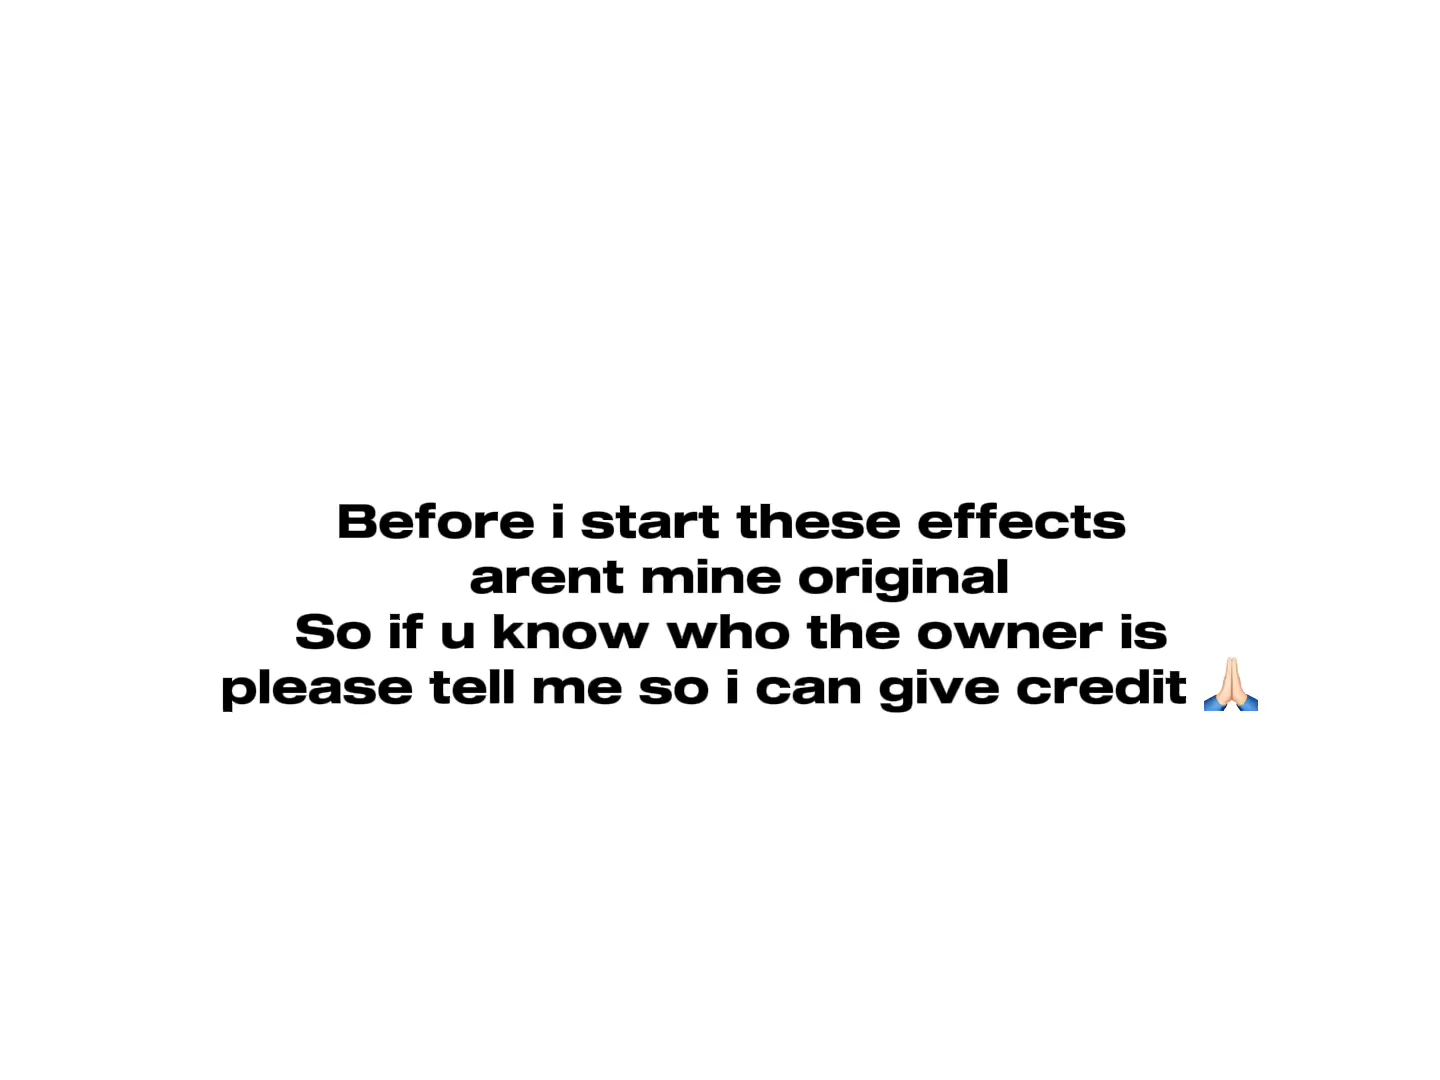 Before i start these effects
arent mine original
So if u know who the owner is
please tell me so i can give credit 🙏🏻